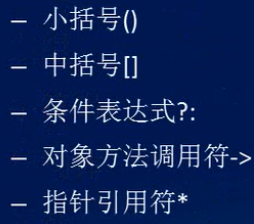 – 小括号()
– 中括号[]
– 条件表达式?:
– 对象方法调用符->
– 指针引用符*